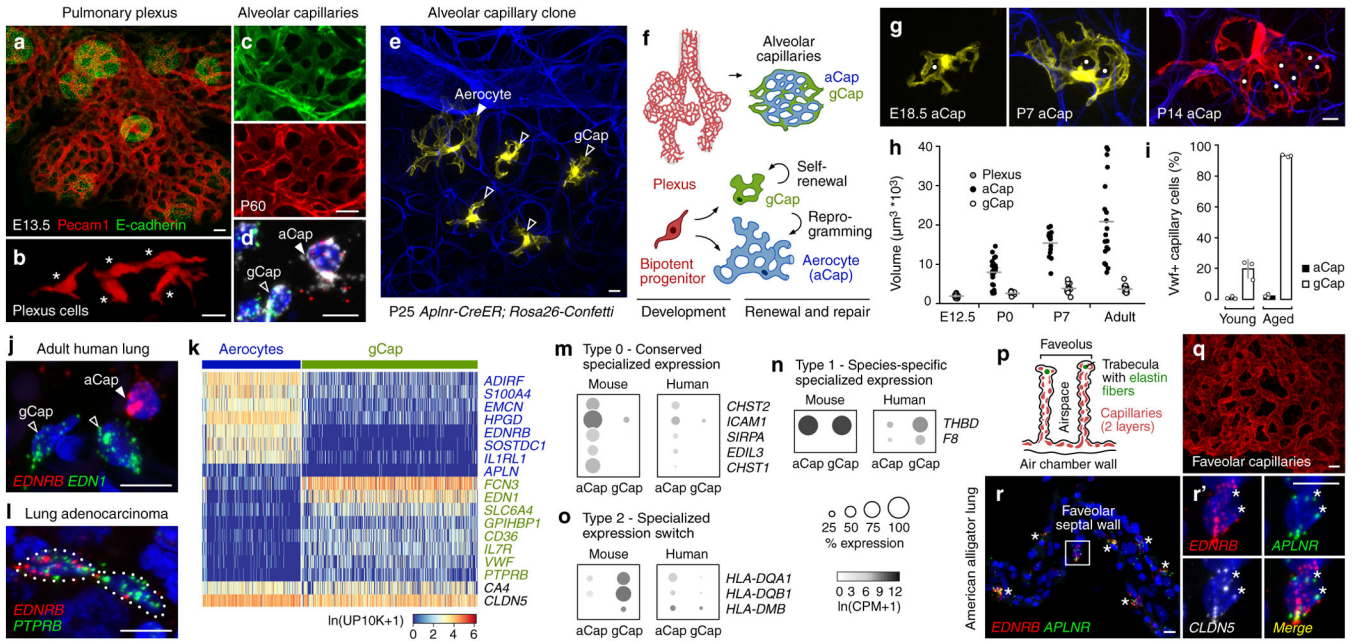 Pulmonary plexus
a
E13.5 Pecam1 E-cadherin
b
Plexus cells
Alveolar capillaries
c
P60
d
aCap
gCap
Alveolar capillary clone
e
Aerocyte
gCap
P25 Aplnr-CreER; Rosa26-Confetti
f
Alveolar
capillaries
aCap
gCap
Plexus
Bipotent
progenitor
Self-
renewal
gCap
Repro-
gramming
Aerocyte
(aCap)
Development
Renewal and repair
g
E18.5 aCap
P7 aCap
P14 aCap
h
Volume (µm³ *10³)
40
30
20
10
0
Plexus
aCap
gCap
E12.5
P0
P7
Adult
i
Vwf+ capillary cells (%)
100
80
60
40
20
0
aCap
gCap
Young
Aged
j
Adult human lung
aCap
gCap
EDNRB EDN1
k
Aerocytes
gCap
ADIRF
S100A4
EMCN
HPGD
EDNRB
SOSTDC1
IL1RL1
APLN
FCN3
EDN1
SLC6A4
GPIHBP1
CD36
IL7R
VWF
PTPRB
CA4
CLDN5
ln(UP10K+1)
0 2 4 6
l
Lung adenocarcinoma
EDNRB
PTPRB
m
Type 0 - Conserved
specialized expression
Mouse
Human
CHST2
ICAM1
SIRPA
EDIL3
CHST1
aCap gCap
aCap gCap
n
Type 1 - Species-specific
specialized expression
Mouse
Human
THBD
F8
aCap gCap
aCap gCap
25 50 75 100
% expression
0 3 6 9 12
ln(CPM+1)
o
Type 2 - Specialized
expression switch
Mouse
Human
HLA-DQA1
HLA-DQB1
HLA-DMB
aCap gCap
aCap gCap
p
Faveolus
Airspace
Trabecula
with elastin
fibers
Capillaries
(2 layers)
Air chamber wall
q
Faveolar capillaries
American alligator lung
r
Faveolar
septal wall
EDNRB APLNR
r'
EDNRB
APLNR
CLDN5
Merge